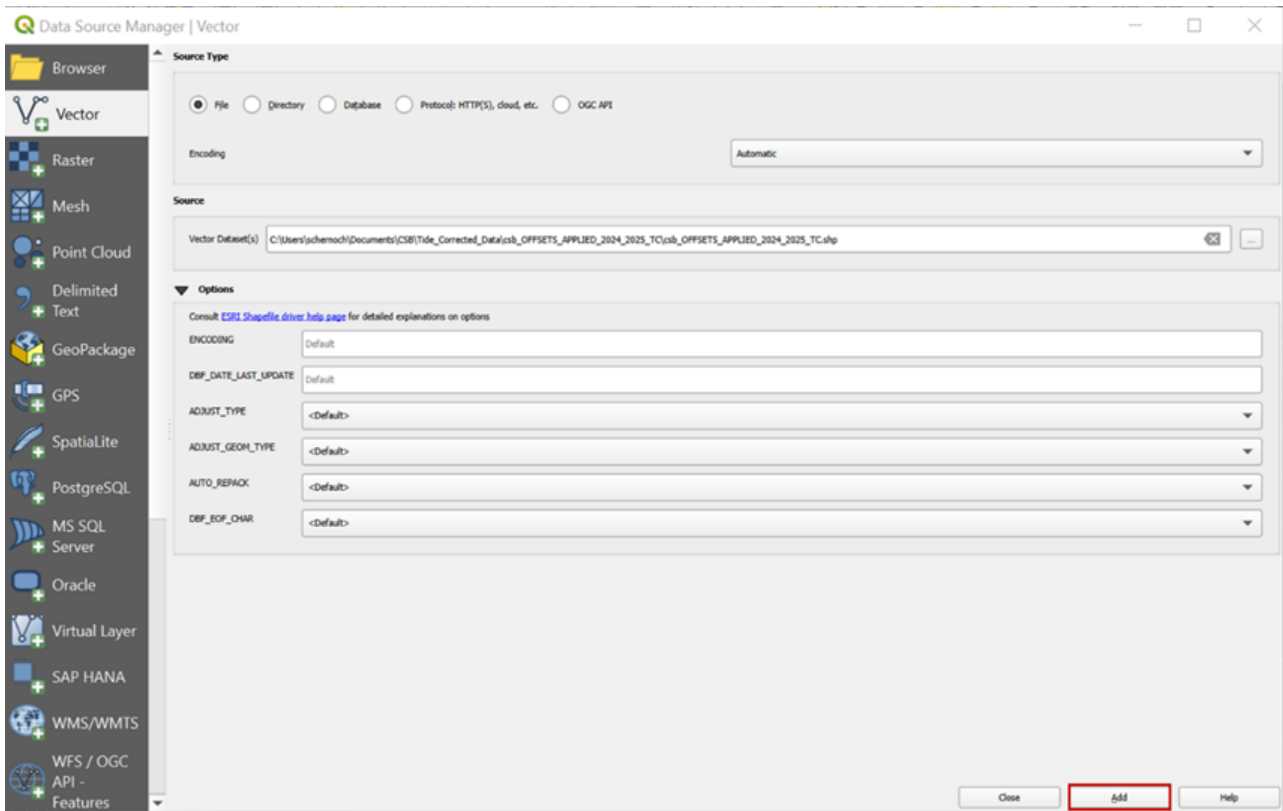 Data Source Manager | Vector
Browser
Vector
Raster
Mesh
Point Cloud
Delimited
Text
GeoPackage
GPS
SpatiaLite
PostgreSQL
MS SQL
Server
Oracle
Virtual Layer
SAP HANA
WMS/WMTS
WFS / OGC
API -
Features
Source Type
File Directory Database Protocol: HTTP(S), cloud, etc. OGC API
Encoding Automatic
Source
Vector Dataset(s) C:\Users\schernoch\Documents\CSB\Tide_Corrected_Data\csb_OFFSETS_APPLIED_2024_2025_TC\csb_OFFSETS_APPLIED_2024_2025_TC.shp ...
Options
Consult ESRI Shapefile driver help page for detailed explanations on options
ENCODING Default
DBF_DATE_LAST_UPDATE Default
ADJUST_TYPE <Default>
ADJUST_GEOM_TYPE <Default>
AUTO_REPACK <Default>
DBF_EOF_CHAR <Default>
Close Add Help